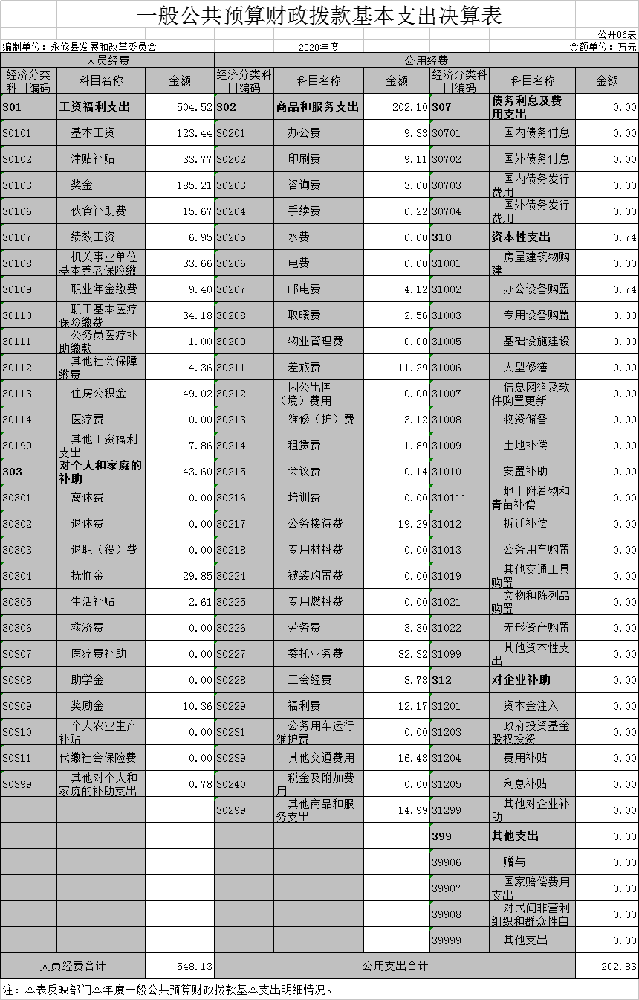 一般公共预算财政拨款基本支出决算表
公开06表
编制单位：永修县发展和改革委员会 2020年度 金额单位：万元
人员经费 公用经费
经济分类科目编码 科目名称 金额 经济分类科目编码 科目名称 金额 经济分类科目编码 科目名称 金额
301 工资福利支出 504.52 302 商品和服务支出 202.10 307 债务利息及费用支出 0.00
30101 基本工资 123.44 30201 办公费 9.33 30701 国内债务付息 0.00
30102 津贴补贴 33.77 30202 印刷费 9.11 30702 国外债务付息 0.00
30103 奖金 185.21 30203 咨询费 3.00 30703 国内债务发行费用 0.00
30106 伙食补助费 15.67 30204 手续费 0.22 30704 国外债务发行费用 0.00
30107 绩效工资 6.95 30205 水费 0.00 310 资本性支出 0.74
30108 机关事业单位基本养老保险缴 33.66 30206 电费 0.00 31001 房屋建筑物购建 0.00
30109 职业年金缴费 9.40 30207 邮电费 4.12 31002 办公设备购置 0.74
30110 职工基本医疗保险缴费 34.18 30208 取暖费 2.56 31003 专用设备购置 0.00
30111 公务员医疗补助缴款 1.00 30209 物业管理费 0.00 31005 基础设施建设 0.00
30112 其他社会保障缴费 4.36 30211 差旅费 11.29 31006 大型修缮 0.00
30113 住房公积金 49.02 30212 因公出国（境）费用 0.00 31007 信息网络及软件购置更新 0.00
30114 医疗费 0.00 30213 维修（护）费 3.12 31008 物资储备 0.00
30199 其他工资福利支出 7.86 30214 租赁费 1.89 31009 土地补偿 0.00
303 对个人和家庭的补助 43.60 30215 会议费 0.14 31010 安置补助 0.00
30301 离休费 0.00 30216 培训费 0.00 310111 地上附着物和青苗补偿 0.00
30302 退休费 0.00 30217 公务接待费 19.29 31012 拆迁补偿 0.00
30303 退职（役）费 0.00 30218 专用材料费 0.00 31013 公务用车购置 0.00
30304 抚恤金 29.85 30224 被装购置费 0.00 31019 其他交通工具购置 0.00
30305 生活补贴 2.61 30225 专用燃料费 0.00 31021 文物和陈列品购置 0.00
30306 救济费 0.00 30226 劳务费 3.30 31022 无形资产购置 0.00
30307 医疗费补助 0.00 30227 委托业务费 82.32 31099 其他资本性支出 0.00
30308 助学金 0.00 30228 工会经费 8.78 312 对企业补助 0.00
30309 奖励金 10.36 30229 福利费 12.17 31201 资本金注入 0.00
30310 个人农业生产补贴 0.00 30231 公务用车运行维护费 0.00 31203 政府投资基金股权投资 0.00
30311 代缴社会保险费 0.00 30239 其他交通费用 16.48 31204 费用补贴 0.00
30399 其他对个人和家庭的补助支出 0.78 30240 税金及附加费用 0.00 31205 利息补贴 0.00
30299 其他商品和服务支出 14.99 31299 其他对企业补助 0.00
399 其他支出 0.00
39906 赠与 0.00
39907 国家赔偿费用支出 0.00
39908 对民间非营利组织和群众性自 0.00
39999 其他支出 0.00
人员经费合计 548.13 公用支出合计 202.83
注：本表反映部门本年度一般公共预算财政拨款基本支出明细情况。